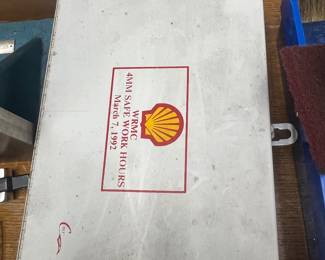 WRMC
4MM SAFE WORK HOURS
March 7, 1992